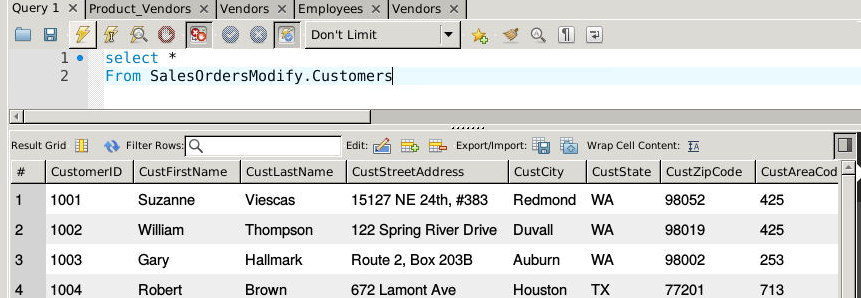 Query 1 Product_Vendors Vendors Employees Vendors
Don't Limit
1 select *
2 From SalesOrdersModify.Customers
Result Grid Filter Rows: Edit: Export/Import: Wrap Cell Content:
# CustomerID CustFirstName CustLastName CustStreetAddress CustCity CustState CustZipCode CustAreaCod
1 1001 Suzanne Viescas 15127 NE 24th, #383 Redmond WA 98052 425
2 1002 William Thompson 122 Spring River Drive Duvall WA 98019 425
3 1003 Gary Hallmark Route 2, Box 203B Auburn WA 98002 253
4 1004 Robert Brown 672 Lamont Ave Houston TX 77201 713